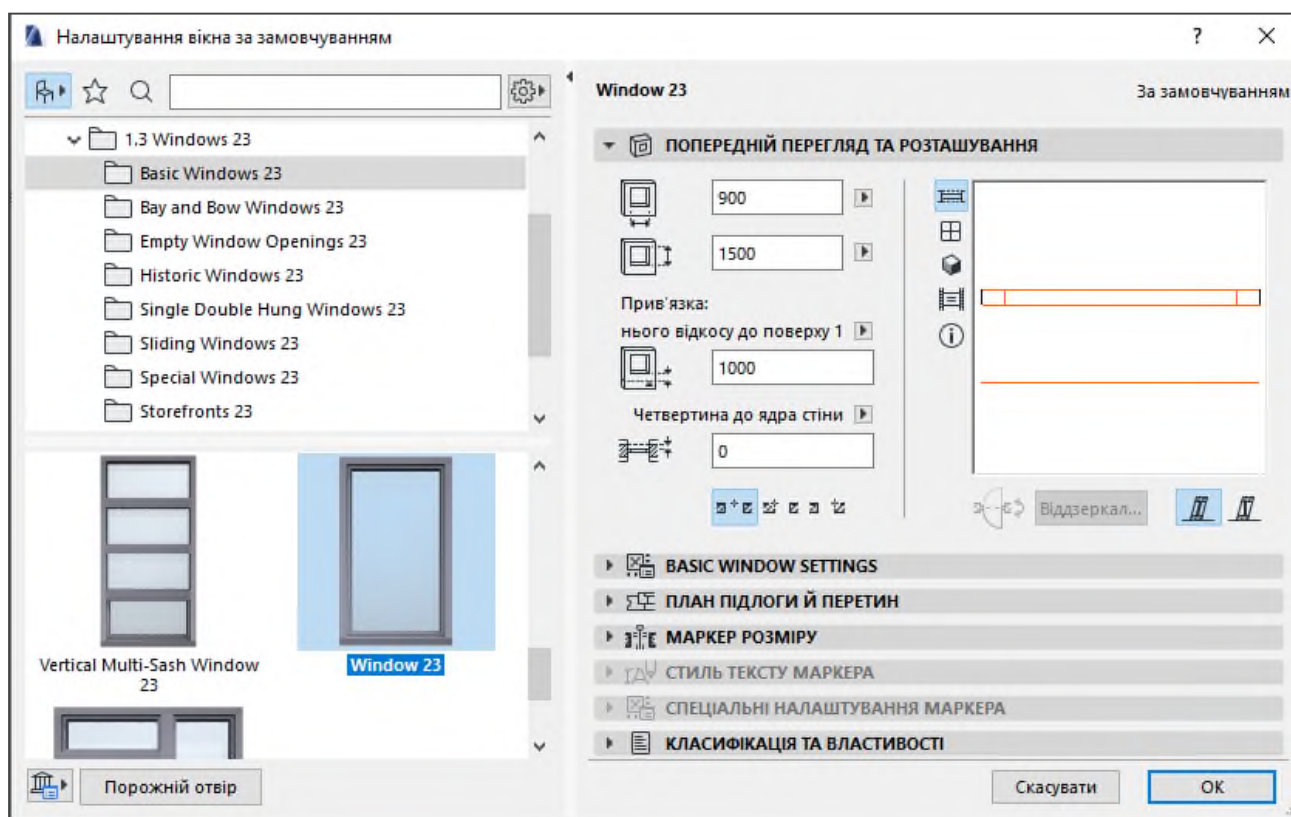 Налаштування вікна за замовчуванням
?
1.3 Windows 23
Basic Windows 23
Bay and Bow Windows 23
Empty Window Openings 23
Historic Windows 23
Single Double Hung Windows 23
Sliding Windows 23
Special Windows 23
Storefronts 23
Vertical Multi-Sash Window
23
Window 23
Порожній отвір
Window 23
За замовчуванням
ПОПЕРЕДНІЙ ПЕРЕГЛЯД ТА РОЗТАШУВАННЯ
900
1500
Прив'язка:
нього відкосу до поверху 1
1000
Четвертина до ядра стіни
0
Віддзеркал...
BASIC WINDOW SETTINGS
ПЛАН ПІДЛОГИ Й ПЕРЕТИН
МАРКЕР РОЗМІРУ
СТИЛЬ ТЕКСТУ МАРКЕРА
СПЕЦІАЛЬНІ НАЛАШТУВАННЯ МАРКЕРА
КЛАСИФІКАЦІЯ ТА ВЛАСТИВОСТІ
Скасувати
ОК